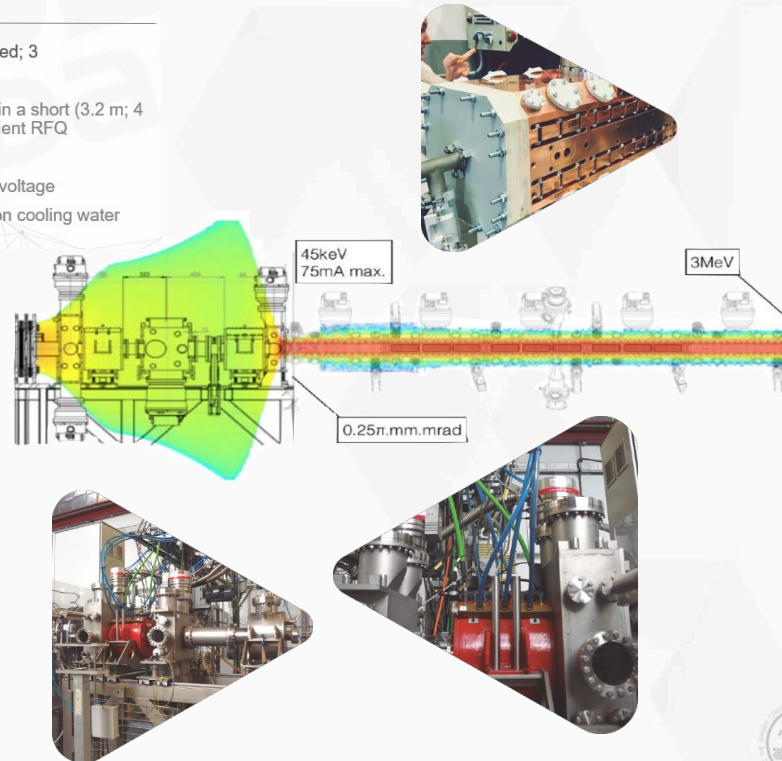 ed; 3
in a short (3.2 m; 4
ient RFQ
voltage
on cooling water
45keV
75mA max.
3MeV
0.25π.mm.mrad